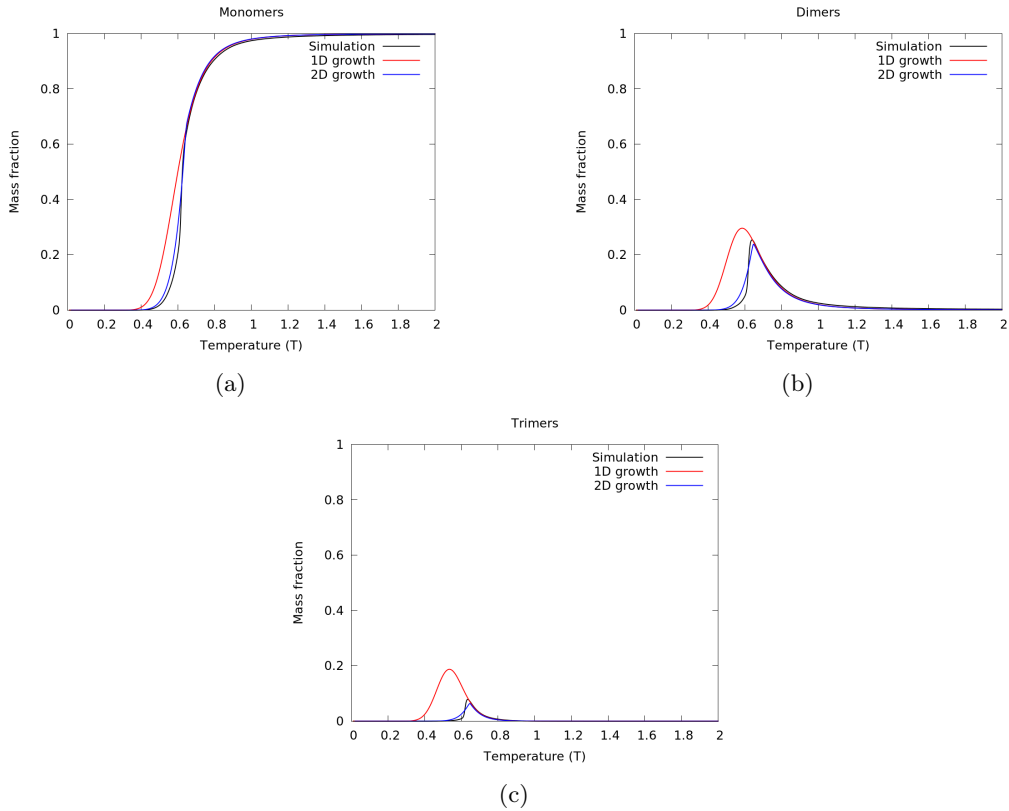 Monomers
Simulation
1D growth
2D growth
1
0.8
0.6
0.4
0.2
0
Mass fraction
0 0.2 0.4 0.6 0.8 1 1.2 1.4 1.6 1.8 2
Temperature (T)
(a)
Dimers
Simulation
1D growth
2D growth
1
0.8
0.6
0.4
0.2
0
Mass fraction
0 0.2 0.4 0.6 0.8 1 1.2 1.4 1.6 1.8 2
Temperature (T)
(b)
Trimers
Simulation
1D growth
2D growth
1
0.8
0.6
0.4
0.2
0
Mass fraction
0 0.2 0.4 0.6 0.8 1 1.2 1.4 1.6 1.8 2
Temperature (T)
(c)